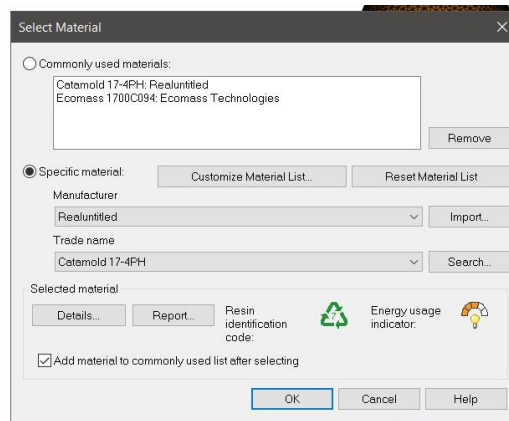 Select Material
Commonly used materials:
Catamold 17-4PH: Realuntitled
Ecomass 1700C094: Ecomass Technologies
Remove
Specific material:
Customize Material List...
Reset Material List
Manufacturer
Realuntitled
Import...
Trade name
Catamold 17-4PH
Search...
Selected material
Details...
Report...
Resin
identification
code:
7
Energy usage
indicator:
Add material to commonly used list after selecting
OK
Cancel
Help